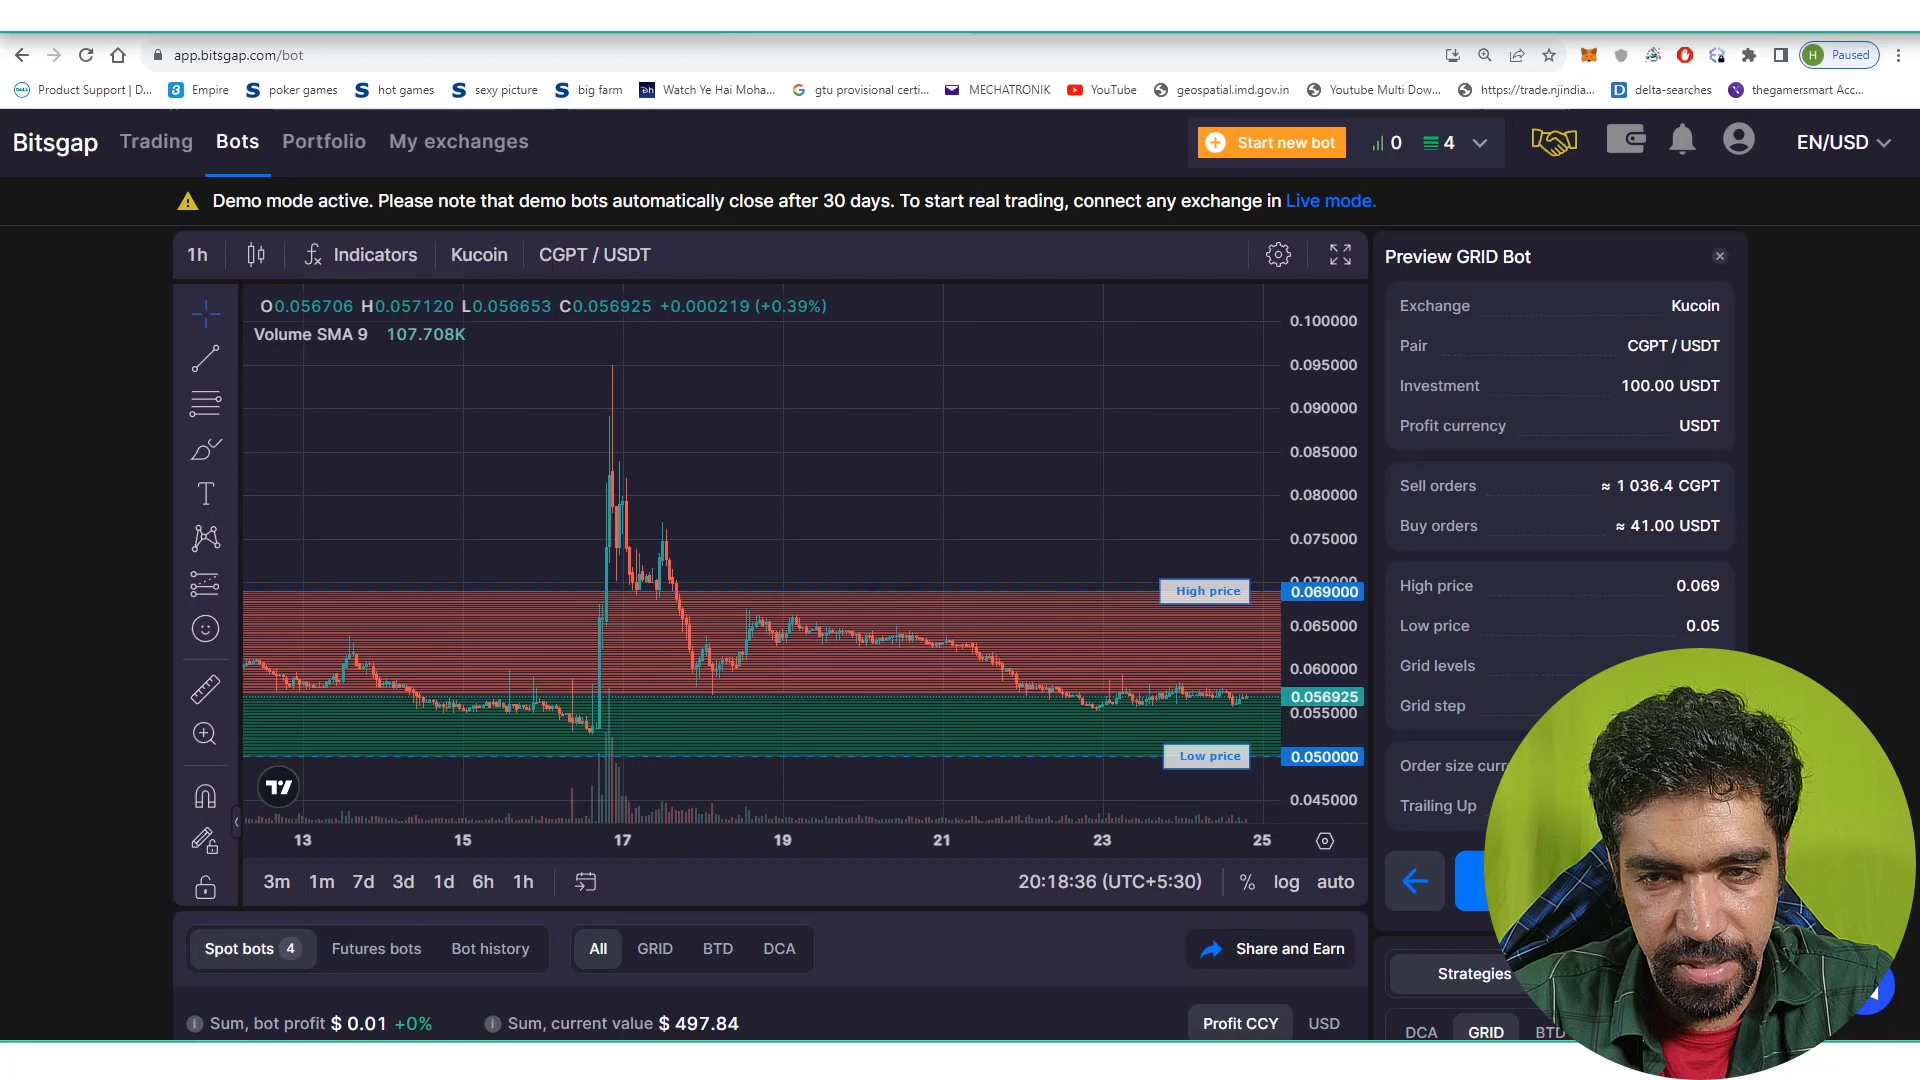 app.bitsgap.com/bot
H Paused
Product Support | D... Empire poker games hot games sexy picture big farm Watch Ye Hai Moha... gtu provisional certi... MECHATRONIK YouTube geospatial.imd.gov.in Youtube Multi Dow... https://trade.njindia... delta-searches thegamersmart Acc...
Bitsgap Trading Bots Portfolio My exchanges Start new bot 0 4 EN/USD
Demo mode active. Please note that demo bots automatically close after 30 days. To start real trading, connect any exchange in Live mode.
1h Indicators Kucoin CGPT / USDT
O0.056706 H0.057120 L0.056653 C0.056925 +0.000219 (+0.39%)
Volume SMA 9 107.708K
0.100000
0.095000
0.090000
0.085000
0.080000
0.075000
0.070000
High price 0.069000
0.065000
0.060000
0.056925
0.055000
Low price 0.050000
0.045000
13 15 17 19 21 23 25
3m 1m 7d 3d 1d 6h 1h 20:18:36 (UTC+5:30) % log auto
Preview GRID Bot
Exchange Kucoin
Pair CGPT / USDT
Investment 100.00 USDT
Profit currency USDT
Sell orders ≈ 1 036.4 CGPT
Buy orders ≈ 41.00 USDT
High price 0.069
Low price 0.05
Grid levels
Grid step
Order size curr
Trailing Up
Spot bots 4 Futures bots Bot history All GRID BTD DCA Share and Earn
Sum, bot profit $ 0.01 +0% Sum, current value $ 497.84 Profit CCY USD
Strategies
DCA GRID BTD